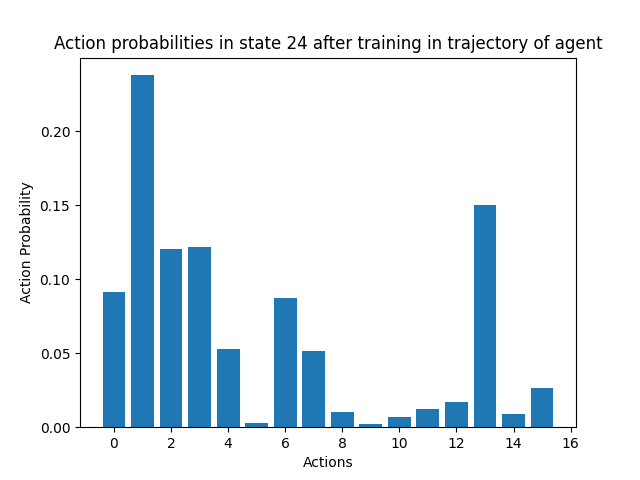 Action probabilities in state 24 after training in trajectory of agent
0.20
0.15
0.10
0.05
0.00
Action Probability
0 2 4 6 8 10 12 14 16
Actions